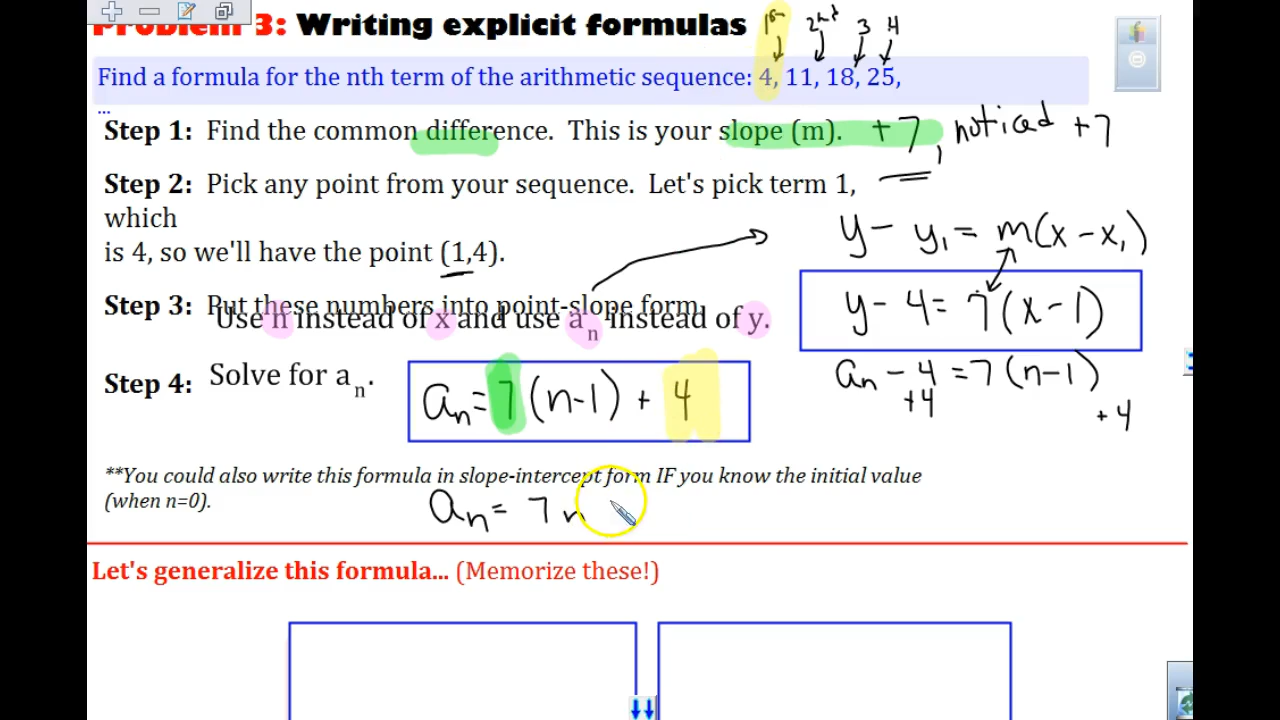 Problem 3: Writing explicit formulas
1st 2nd 3 4
Find a formula for the nth term of the arithmetic sequence: 4, 11, 18, 25,
...
Step 1: Find the common difference. This is your slope (m). +7, noticed +7
Step 2: Pick any point from your sequence. Let's pick term 1,
which
is 4, so we'll have the point (1,4).
y - y₁ = m(x - x₁)
Step 3: Put these numbers into point-slope form.
Use n instead of x and use aₙ instead of y.
y - 4 = 7(x - 1)
aₙ - 4 = 7(n-1)
+4 +4
Step 4: Solve for aₙ.
aₙ = 7(n-1) + 4
**You could also write this formula in slope-intercept form IF you know the initial value
(when n=0).
aₙ = 7n
Let's generalize this formula... (Memorize these!)